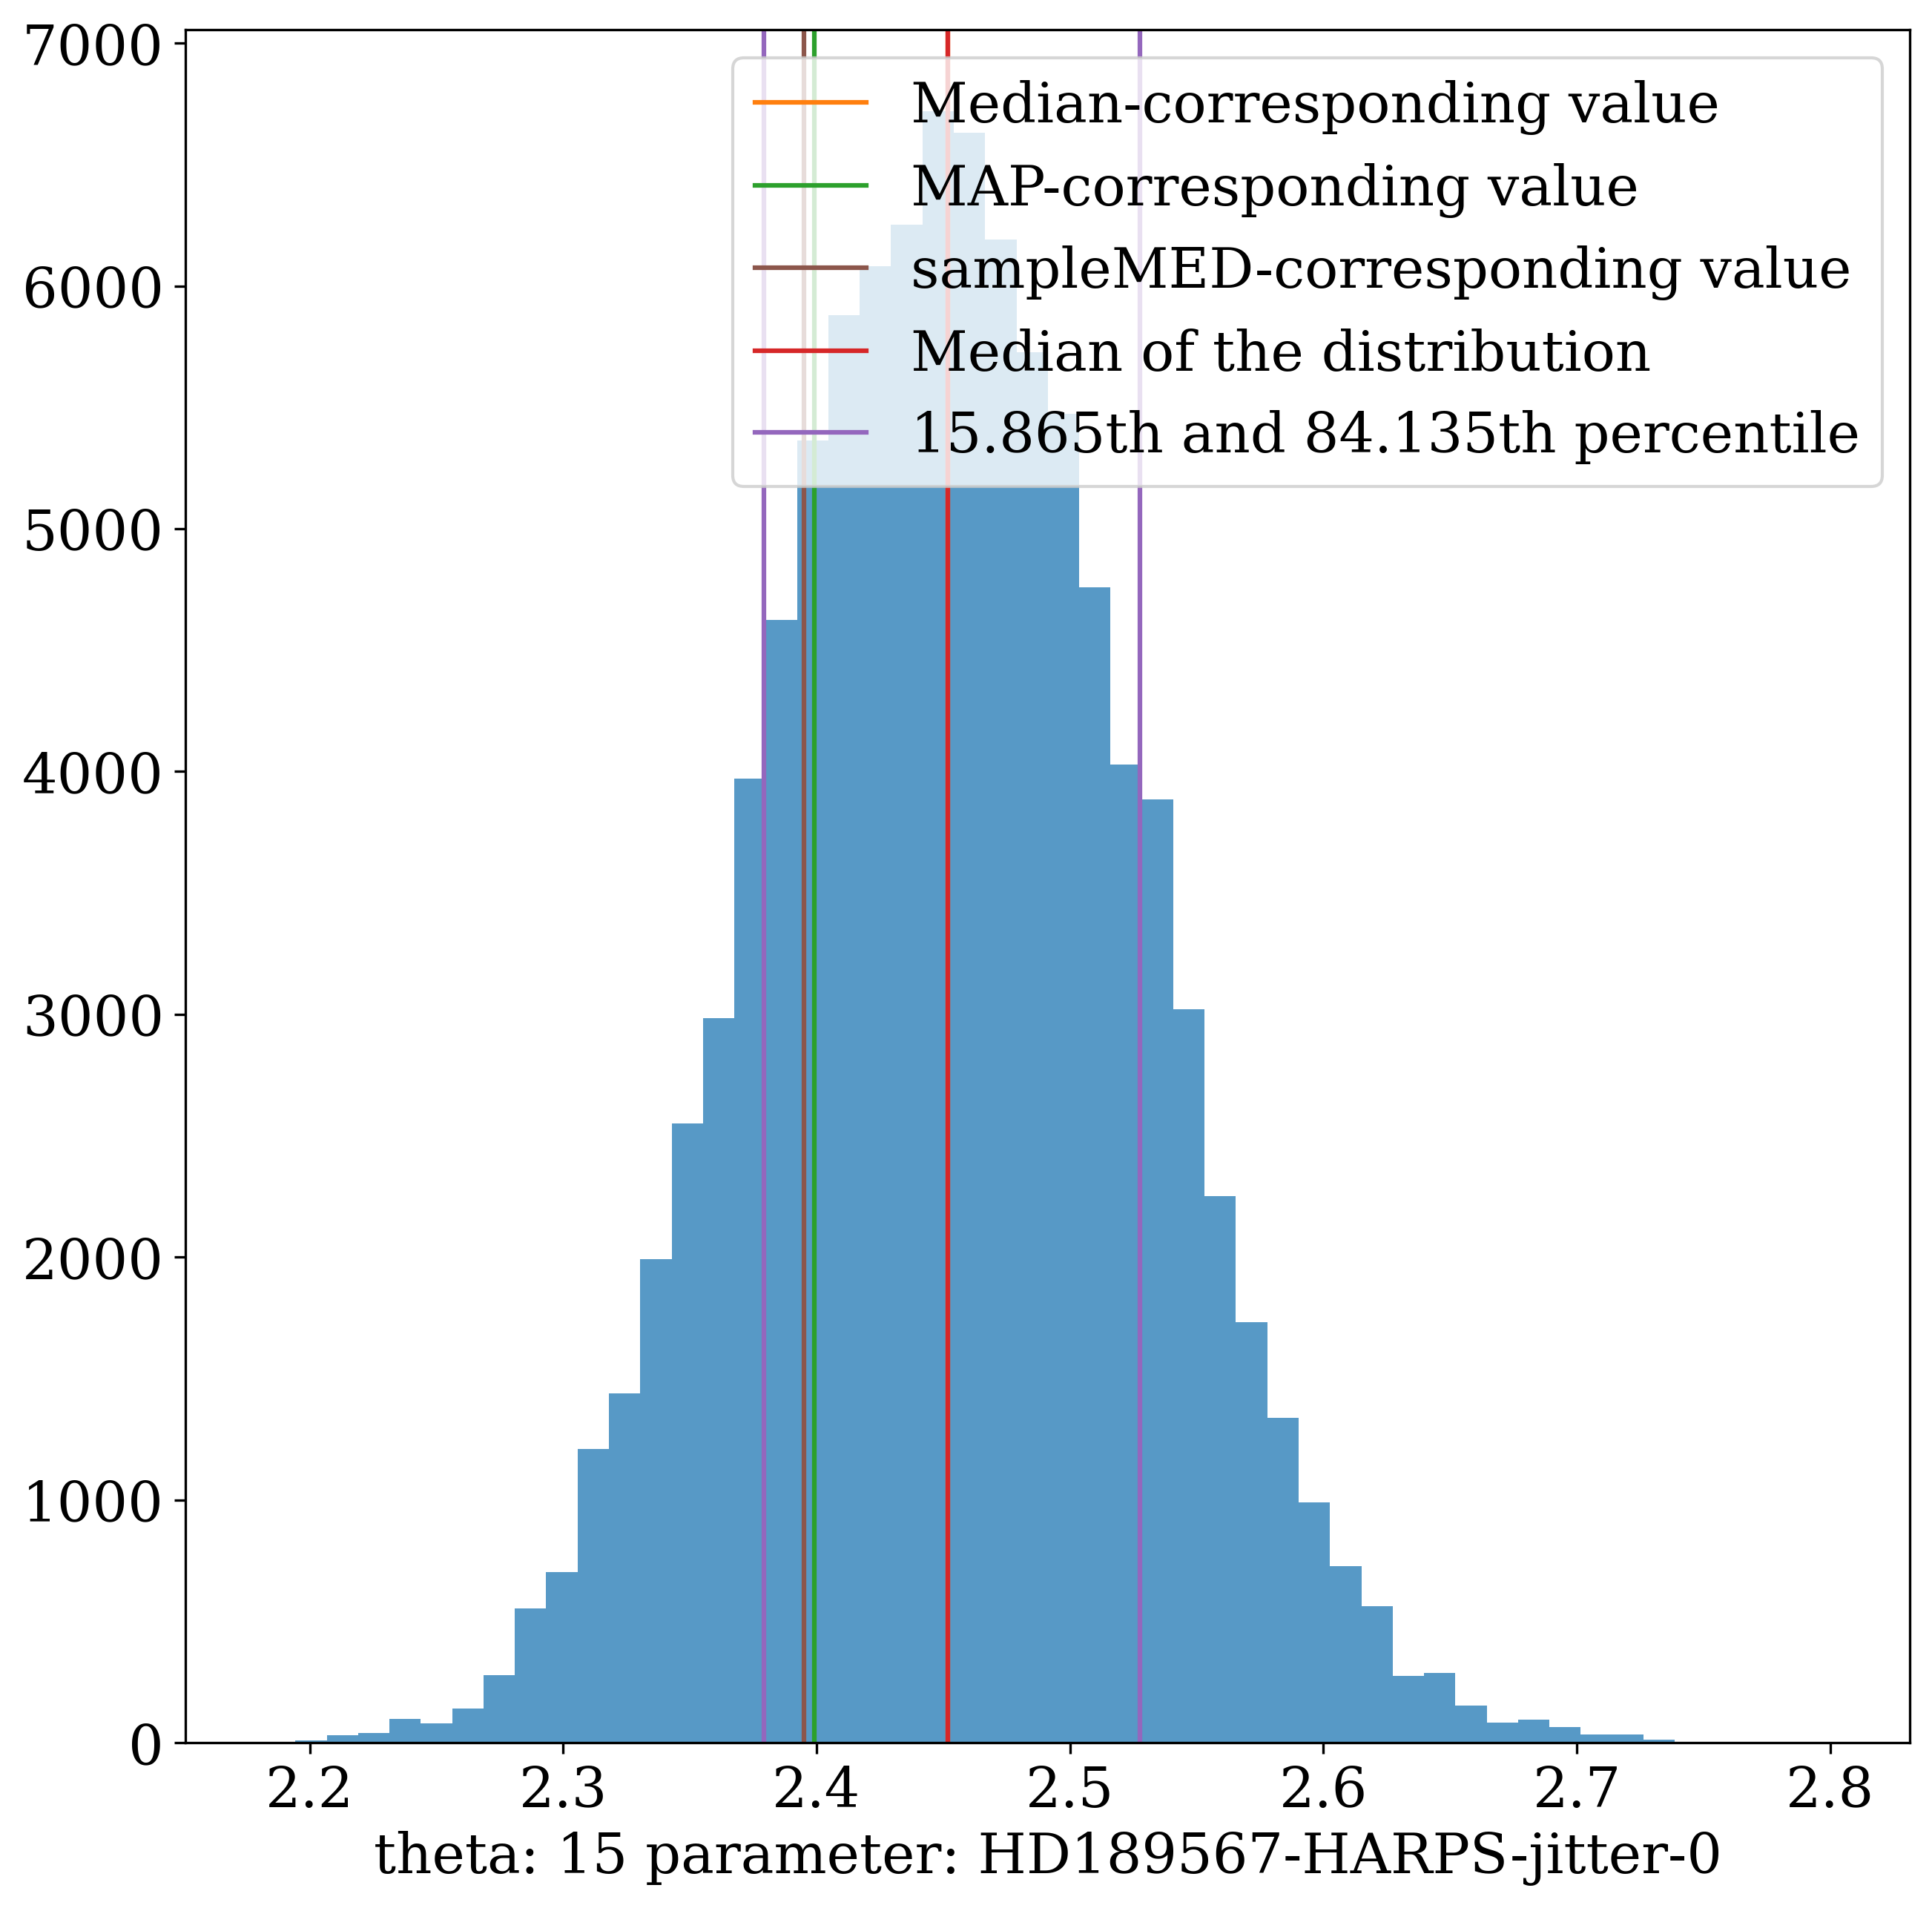 7000
6000
5000
4000
3000
2000
1000
0
Median-corresponding value
MAP-corresponding value
sampleMED-corresponding value
Median of the distribution
15.865th and 84.135th percentile
2.2 2.3 2.4 2.5 2.6 2.7 2.8
theta: 15 parameter: HD189567-HARPS-jitter-0